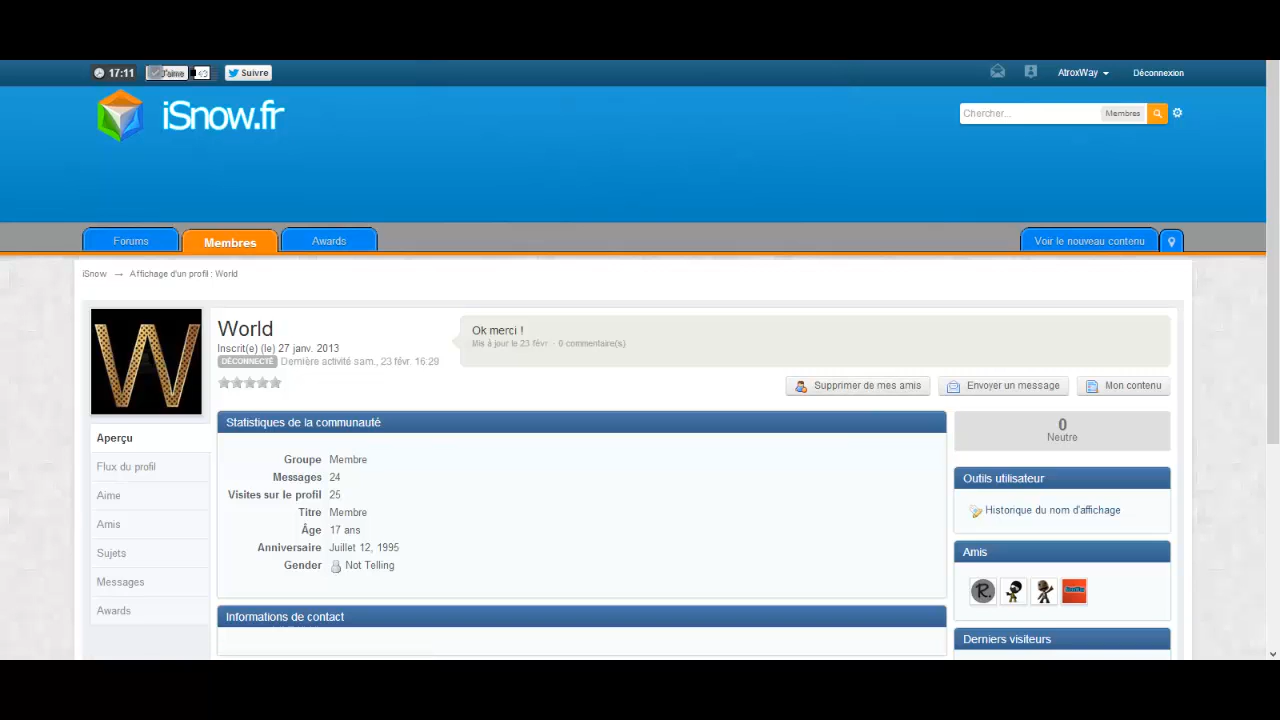 17:11 J'aime 43 Suivre AtroxWay Déconnexion
iSnow.fr Chercher... Membres
Forums Membres Awards Voir le nouveau contenu
iSnow → Affichage d'un profil : World
W
World
Inscrit(e) (le) 27 janv. 2013
DÉCONNECTÉ Dernière activité sam., 23 févr. 16:29
Ok merci !
Mis à jour le 23 févr. · 0 commentaire(s)
Supprimer de mes amis Envoyer un message Mon contenu
Aperçu
Flux du profil
Aime
Amis
Sujets
Messages
Awards
Statistiques de la communauté
Groupe Membre
Messages 24
Visites sur le profil 25
Titre Membre
Âge 17 ans
Anniversaire Juillet 12, 1995
Gender Not Telling
Informations de contact
0
Neutre
Outils utilisateur
Historique du nom d'affichage
Amis
R.
Derniers visiteurs